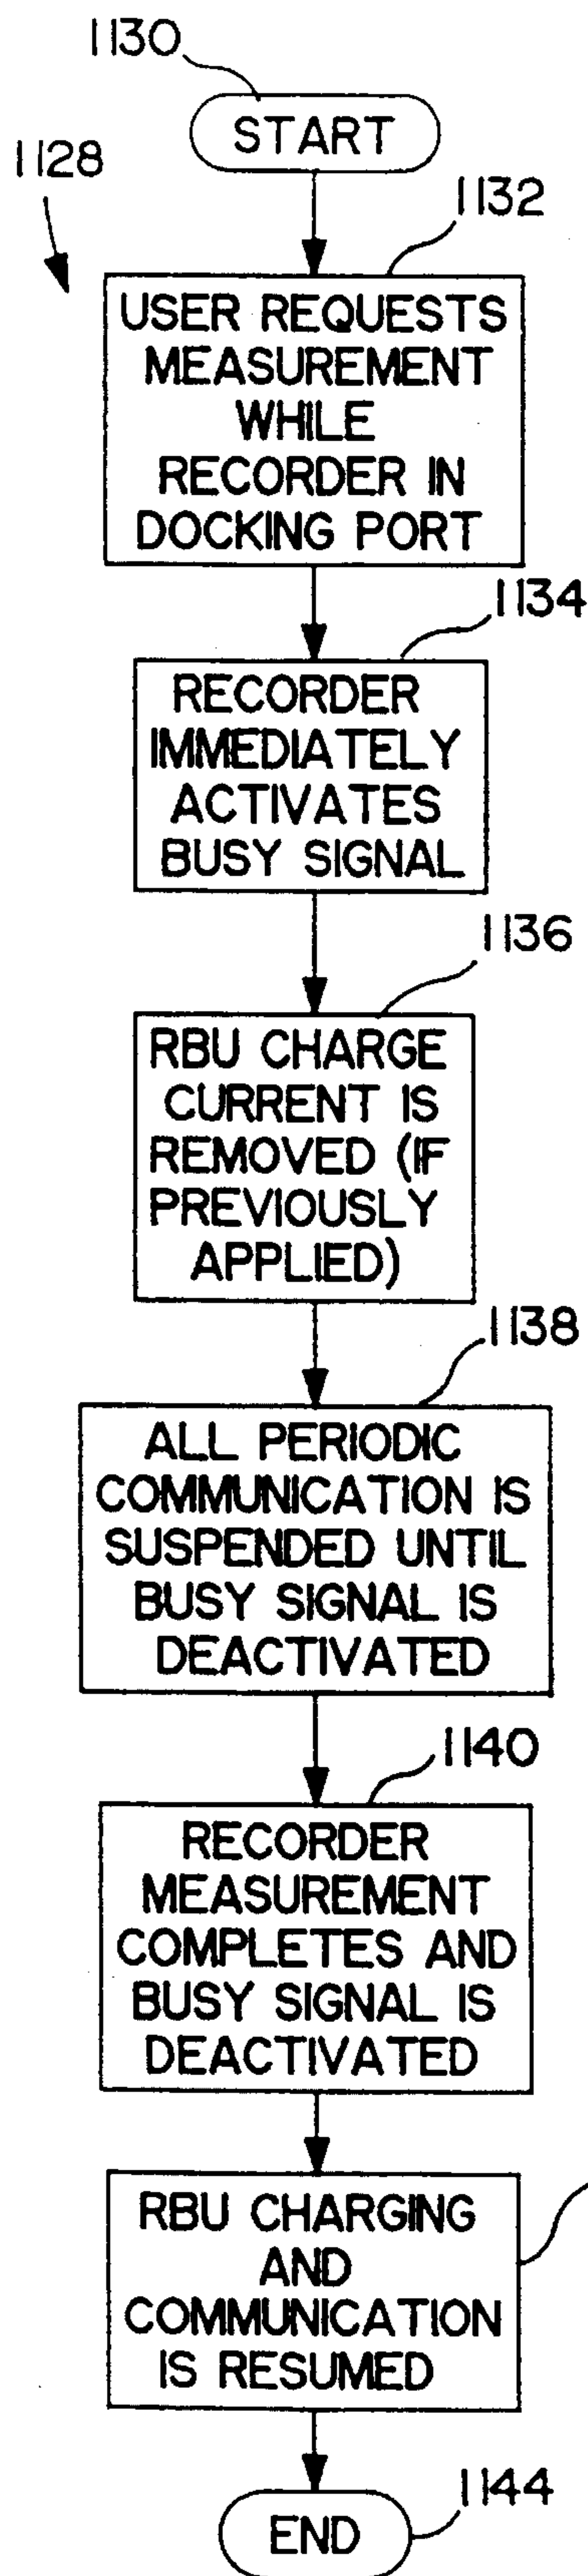 1130
START
1128
1132
USER REQUESTS
MEASUREMENT
WHILE
RECORDER IN
DOCKING PORT
1134
RECORDER
IMMEDIATELY
ACTIVATES
BUSY SIGNAL
1136
RBU CHARGE
CURRENT IS
REMOVED (IF
PREVIOUSLY
APPLIED)
1138
ALL PERIODIC
COMMUNICATION IS
SUSPENDED UNTIL
BUSY SIGNAL IS
DEACTIVATED
1140
RECORDER
MEASUREMENT
COMPLETES AND
BUSY SIGNAL IS
DEACTIVATED
RBU CHARGING
AND
COMMUNICATION
IS RESUMED
1144
END